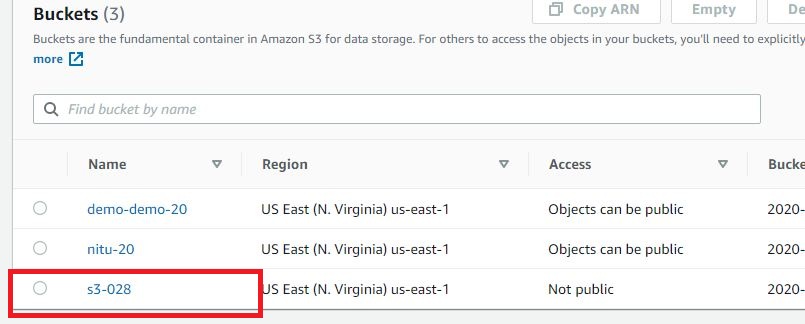 Buckets (3)
Copy ARN
Empty
De
Buckets are the fundamental container in Amazon S3 for data storage. For others to access the objects in your buckets, you'll need to explicitly
more
Find bucket by name
Name Region Access Bucke
demo-demo-20 US East (N. Virginia) us-east-1 Objects can be public 2020-
nitu-20 US East (N. Virginia) us-east-1 Objects can be public 2020-
s3-028 US East (N. Virginia) us-east-1 Not public 2020-